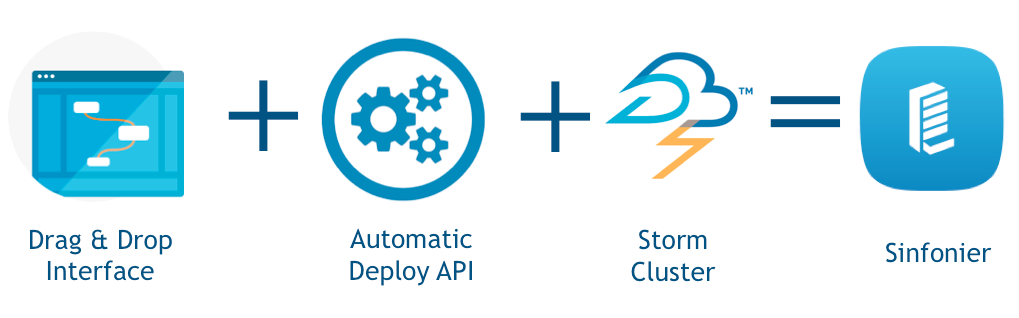 TM
Drag & Drop
Interface
Automatic
Deploy API
Storm
Cluster
Sinfonier